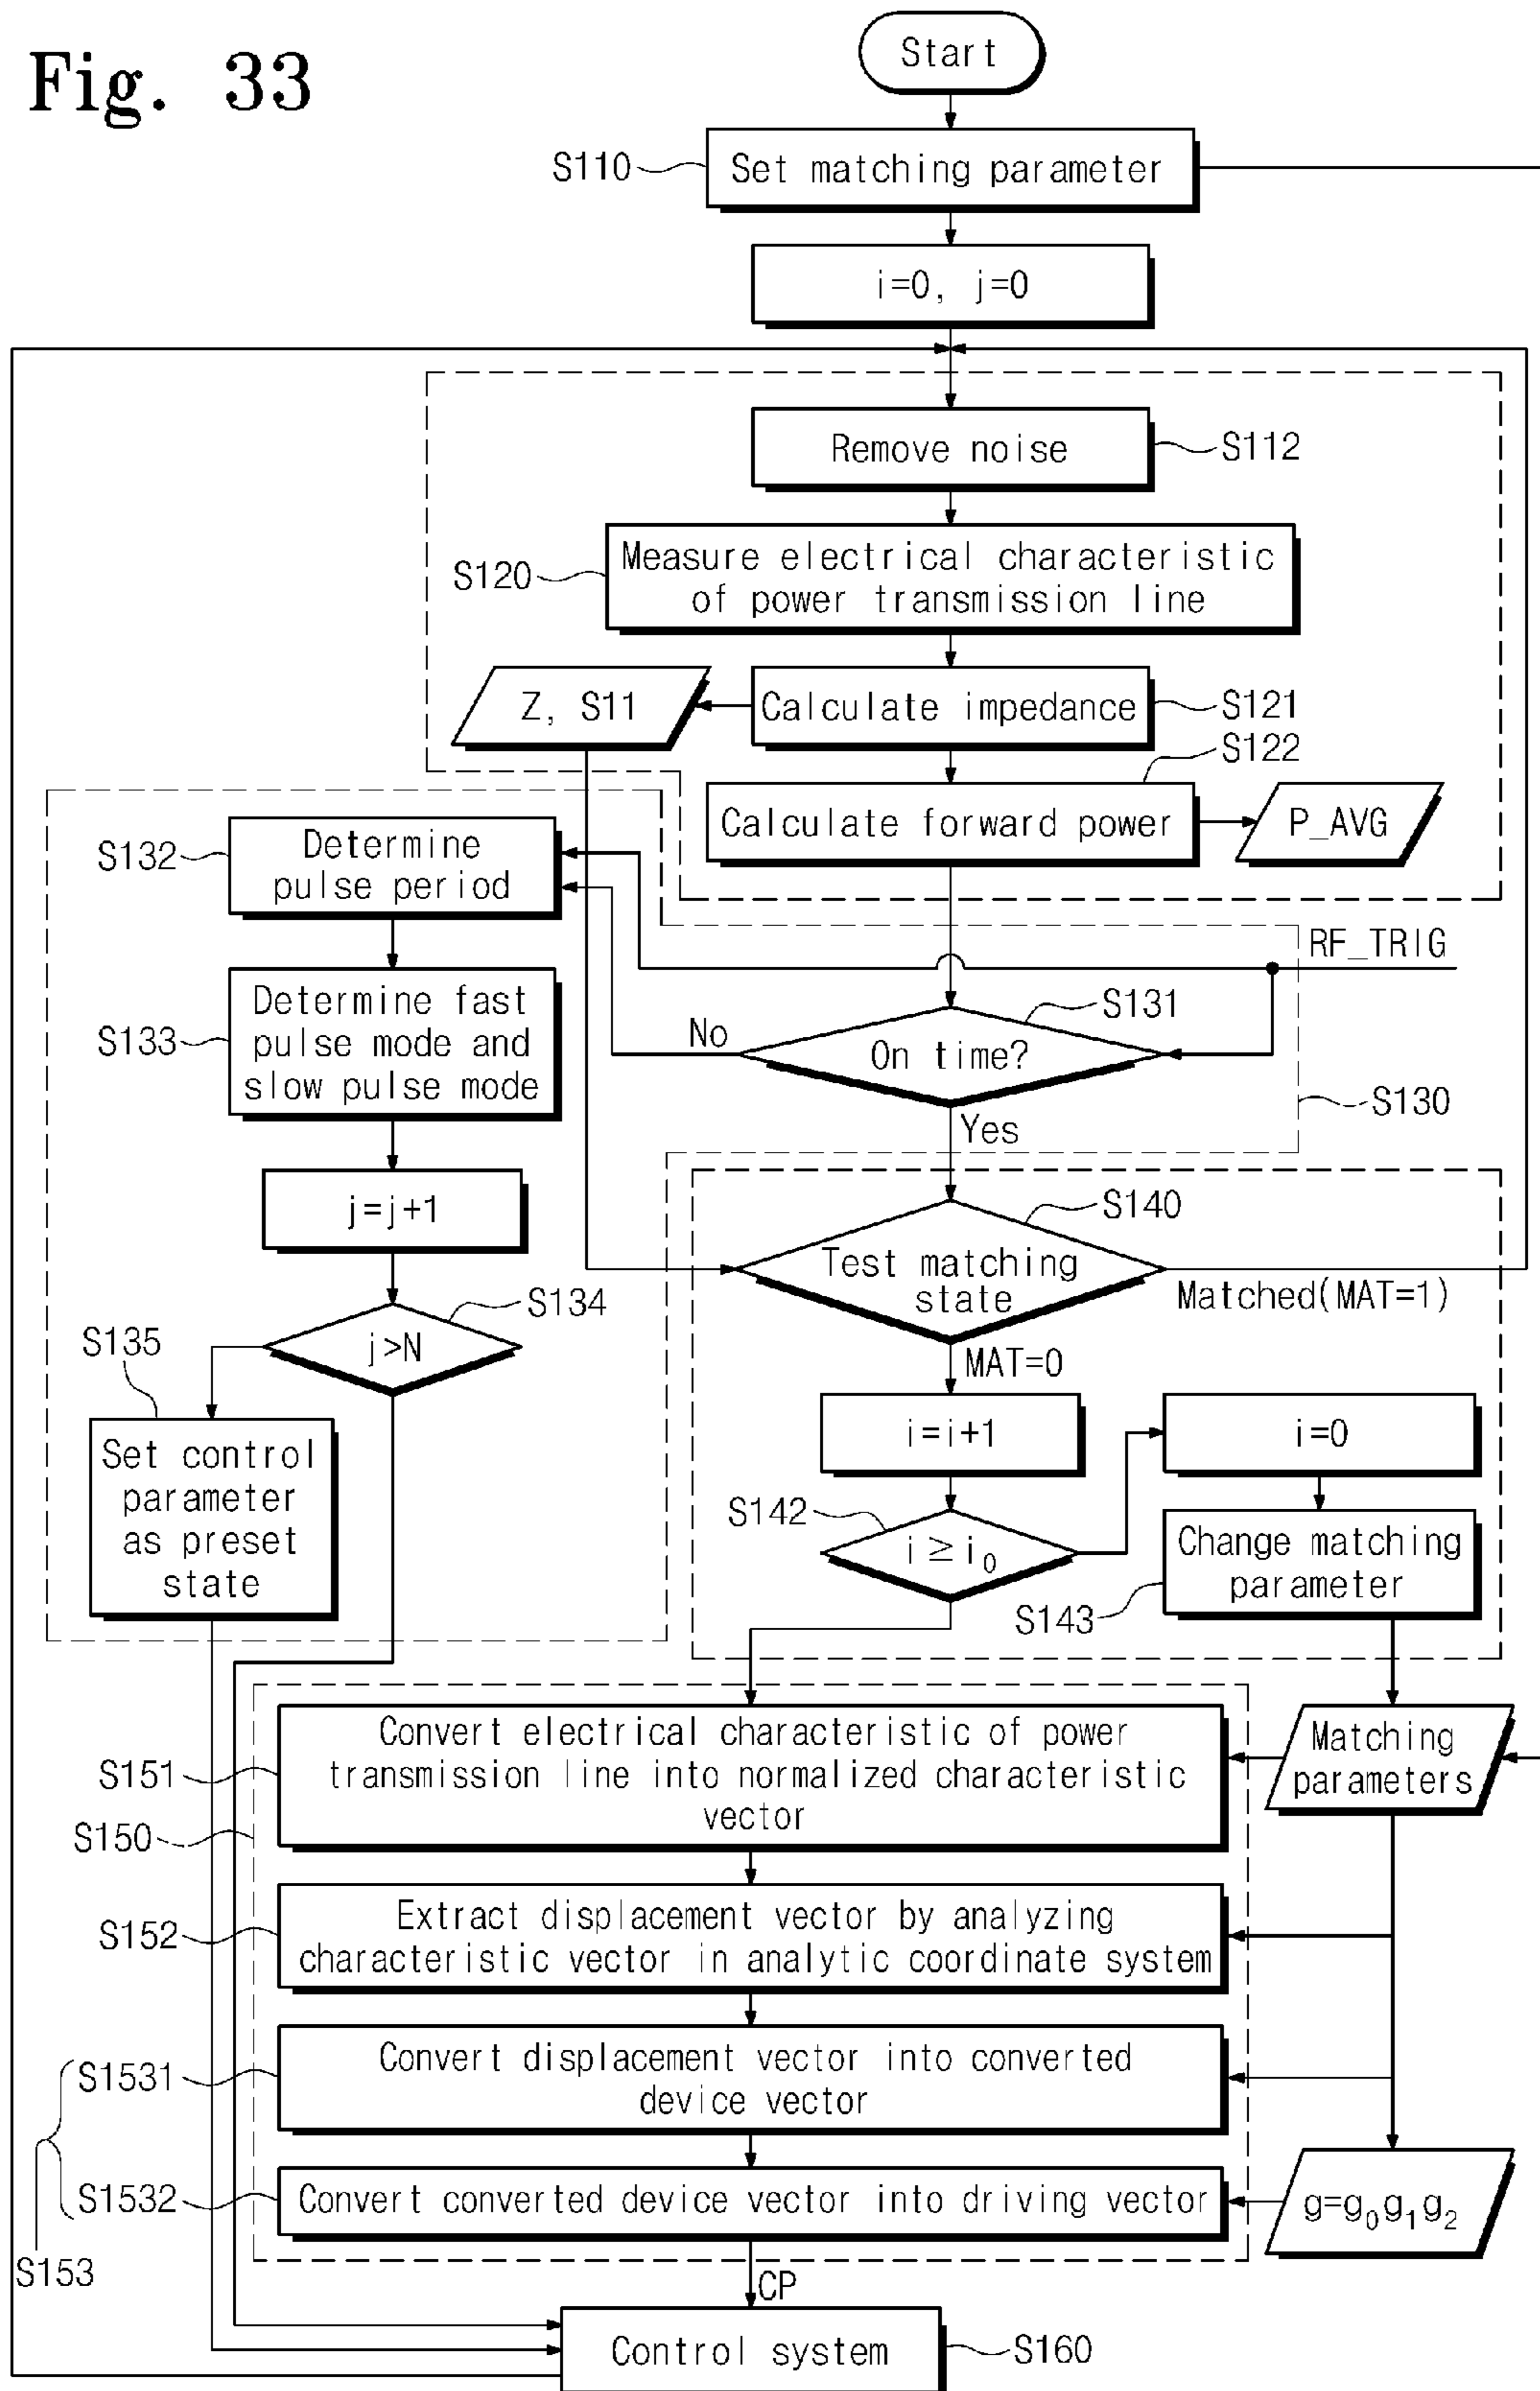 Fig. 33
Start
S110
Set matching parameter
i=0, j=0
Remove noise
S112
S120
Measure electrical characteristic
of power transmission line
Z, S11
Calculate impedance
S121
S122
Calculate forward power
P_AVG
S132
Determine
pulse period
RF_TRIG
S133
Determine fast
pulse mode and
slow pulse mode
No
On time?
S131
S130
Yes
j=j+1
S140
Test matching
state
Matched(MAT=1)
S134
j>N
S135
MAT=0
Set control
parameter
as preset
state
i=i+1
i=0
S142
i ≥ i₀
Change matching
parameter
S143
S151
Convert electrical characteristic of power
transmission line into normalized characteristic
vector
Matching
parameters
S150
S152
Extract displacement vector by analyzing
characteristic vector in analytic coordinate system
S1531
Convert displacement vector into converted
device vector
S1532
Convert converted device vector into driving vector
g=g₀g₁g₂
S153
CP
Control system
S160